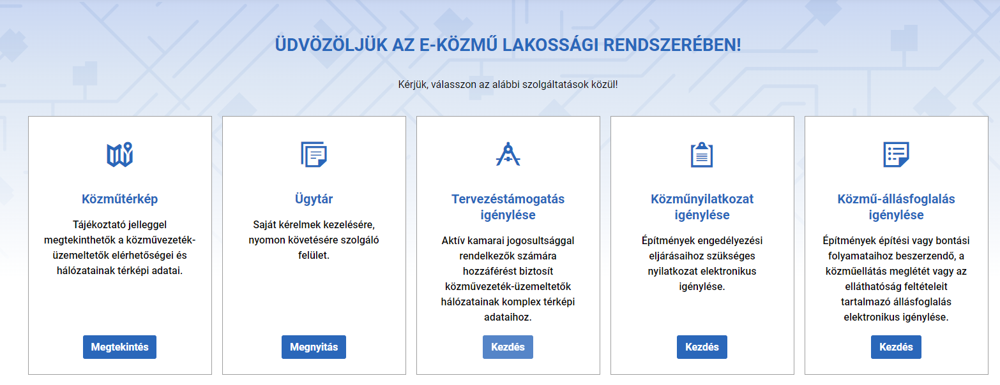 ÜDVÖZÖLJÜK AZ E-KÖZMŰ LAKOSSÁGI RENDSZERÉBEN!
Kérjük, válasszon az alábbi szolgáltatások közül!
Közműtérkép
Tájékoztató jelleggel
megtekinthetők a közművezeték-
üzemeltetők elérhetőségei és
hálózatainak térképi adatai.
Megtekintés
Ügytár
Saját kérelmek kezelésére,
nyomon követésére szolgáló
felület.
Megnyitás
Tervezéstámogatás
igénylése
Aktív kamarai jogosultsággal
rendelkezők számára
hozzáférést biztosít
közművezeték-üzemeltetők
hálózatainak komplex térképi
adataihoz.
Kezdés
Közműnyilatkozat
igénylése
Építmények engedélyezési
eljárásaihoz szükséges
nyilatkozat elektronikus
igénylése.
Kezdés
Közmű-állásfoglalás
igénylése
Építmények építési vagy bontási
folyamataihoz beszerzendő, a
közműellátás meglétét vagy az
elláthatóság feltételeit
tartalmazó állásfoglalás
elektronikus igénylése.
Kezdés